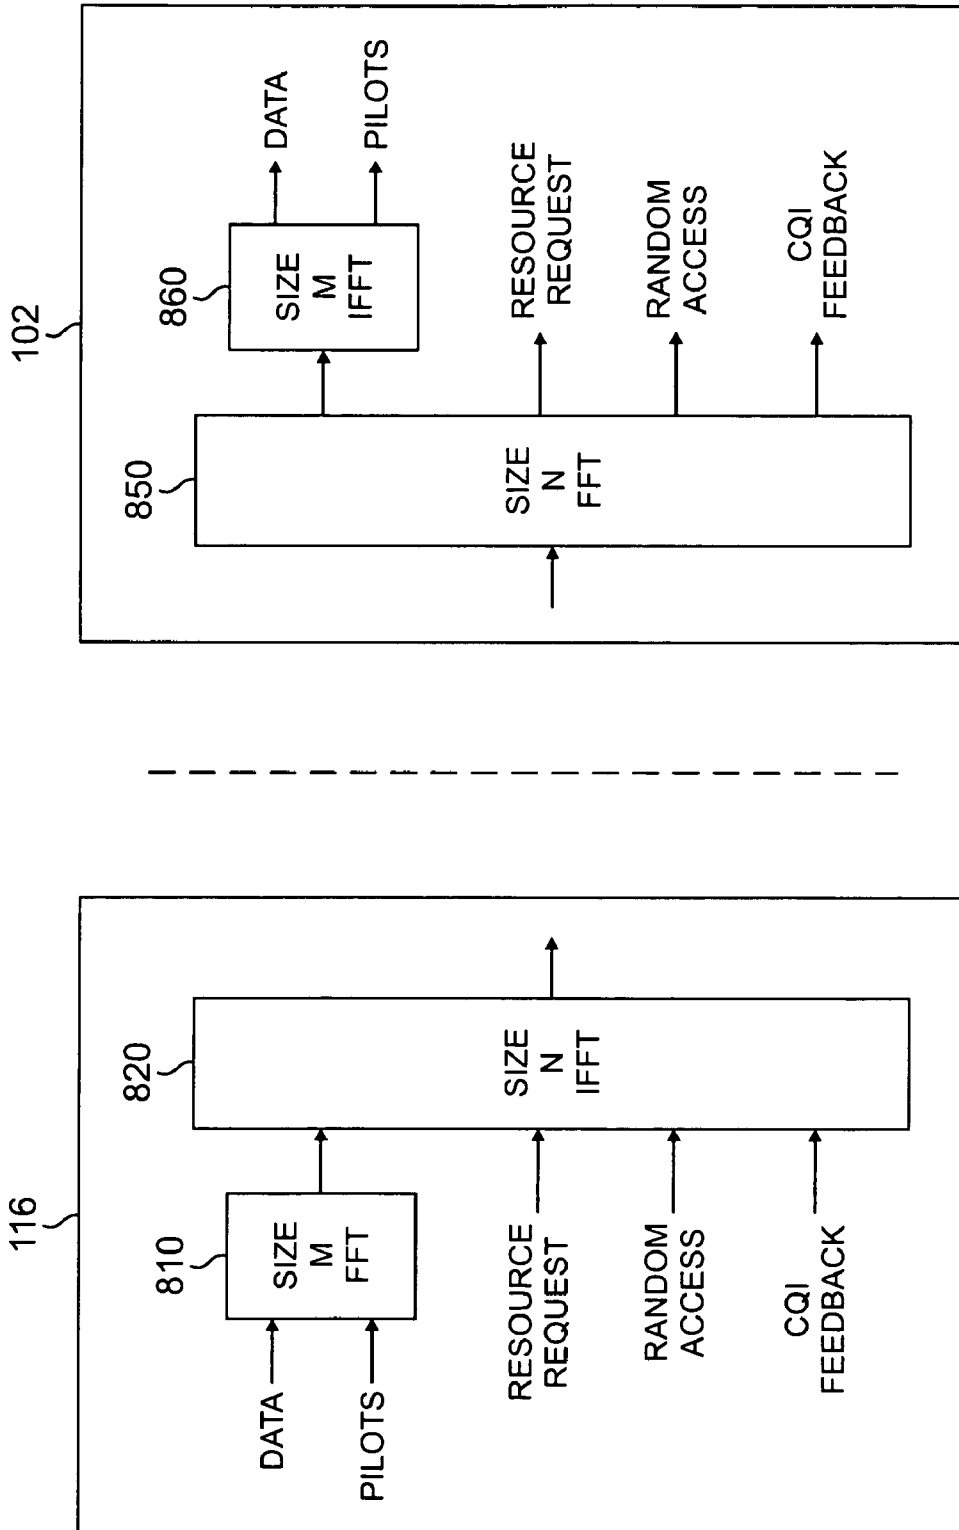 116
810
820
DATA
PILOTS
SIZE
M
FFT
RESOURCE
REQUEST
RANDOM
ACCESS
CQI
FEEDBACK
SIZE
N
IFFT
102
850
860
SIZE
N
FFT
SIZE
M
IFFT
DATA
PILOTS
RESOURCE
REQUEST
RANDOM
ACCESS
CQI
FEEDBACK